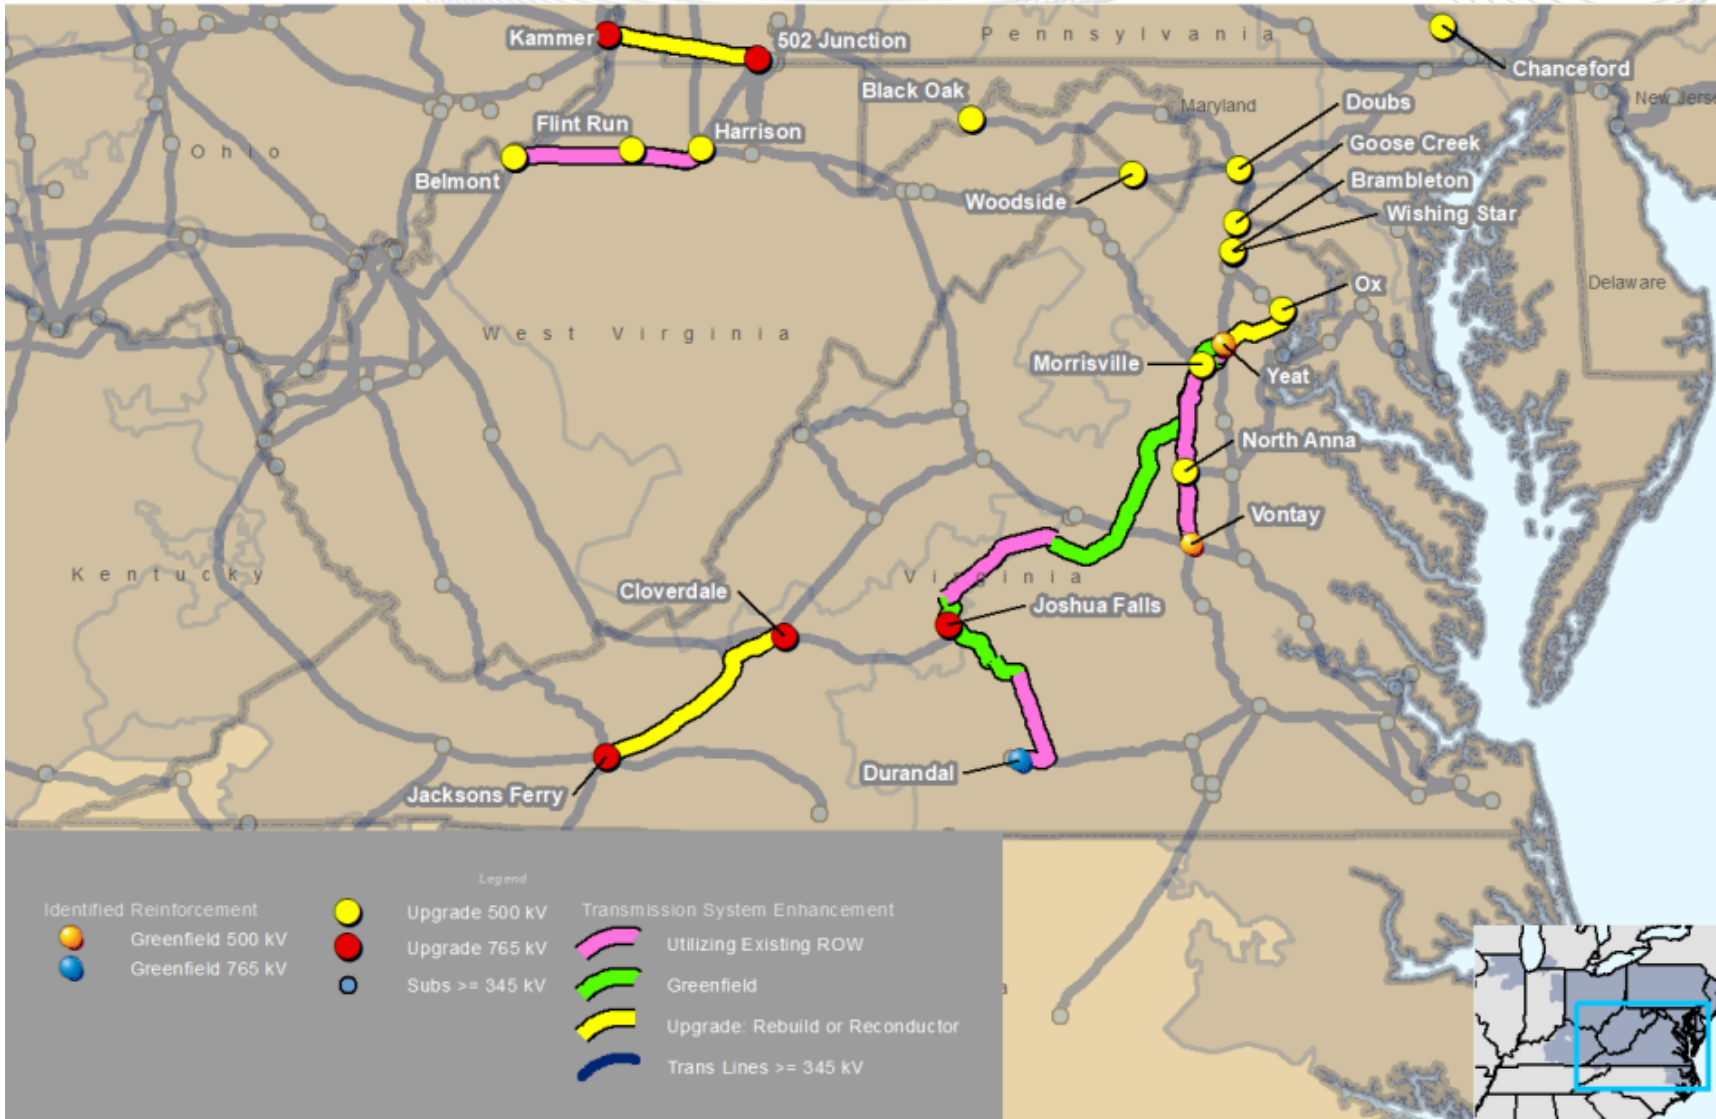 Pennsylvania
Kammer
502 Junction
Chanceford
Black Oak
Doubs
Maryland
New Jerse
Flint Run
Harrison
Goose Creek
Ohio
Belmont
Brambleton
Woodside
Wishing Star
Delaware
Ox
West Virginia
Morrisville
Yeat
North Anna
Vontay
Kentucky
Virginia
Cloverdale
Joshua Falls
Durandal
Jacksons Ferry
Legend
Identified Reinforcement
Greenfield 500 kV
Greenfield 765 kV
Upgrade 500 kV
Upgrade 765 kV
Subs >= 345 kV
Transmission System Enhancement
Utilizing Existing ROW
Greenfield
Upgrade: Rebuild or Reconductor
Trans Lines >= 345 kV
a